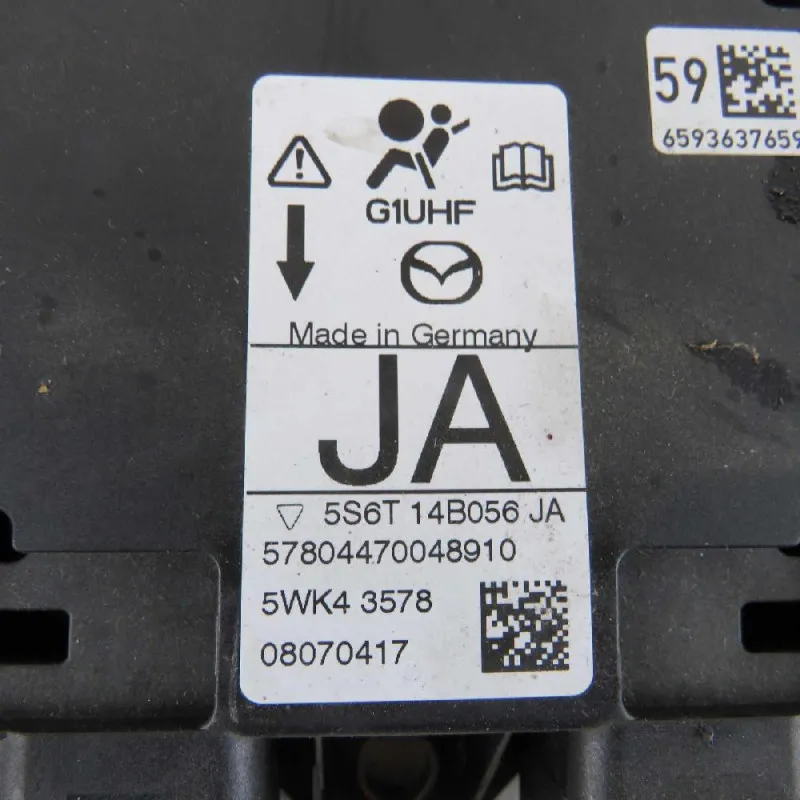 59
6593637659
G1UHF
Made in Germany
JA
5S6T 14B056 JA
57804470048910
5WK4 3578
08070417